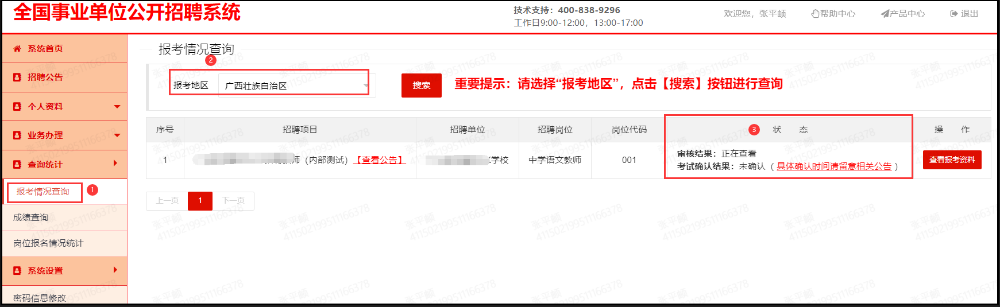 全国事业单位公开招聘系统
技术支持：400-838-9296
工作日9:00-12:00，13:00-17:00
欢迎您，张平頔
帮助中心
产品中心
退出
系统首页
招聘公告
个人资料
业务办理
查询统计
报考情况查询
1
成绩查询
岗位报名情况统计
系统设置
密码信息修改
报考情况查询
2
报考地区 广西壮族自治区
搜索
重要提示：请选择“报考地区”，点击【搜索】按钮进行查询
序号 招聘项目 招聘单位 招聘岗位 岗位代码 3 状 态 操 作
1 师（内部测试）【查看公告】 学校 中学语文教师 001
审核结果：正在查看
考试确认结果：未确认（ 具体确认时间请留意相关公告 ）
查看报考资料
上一页 1 下一页